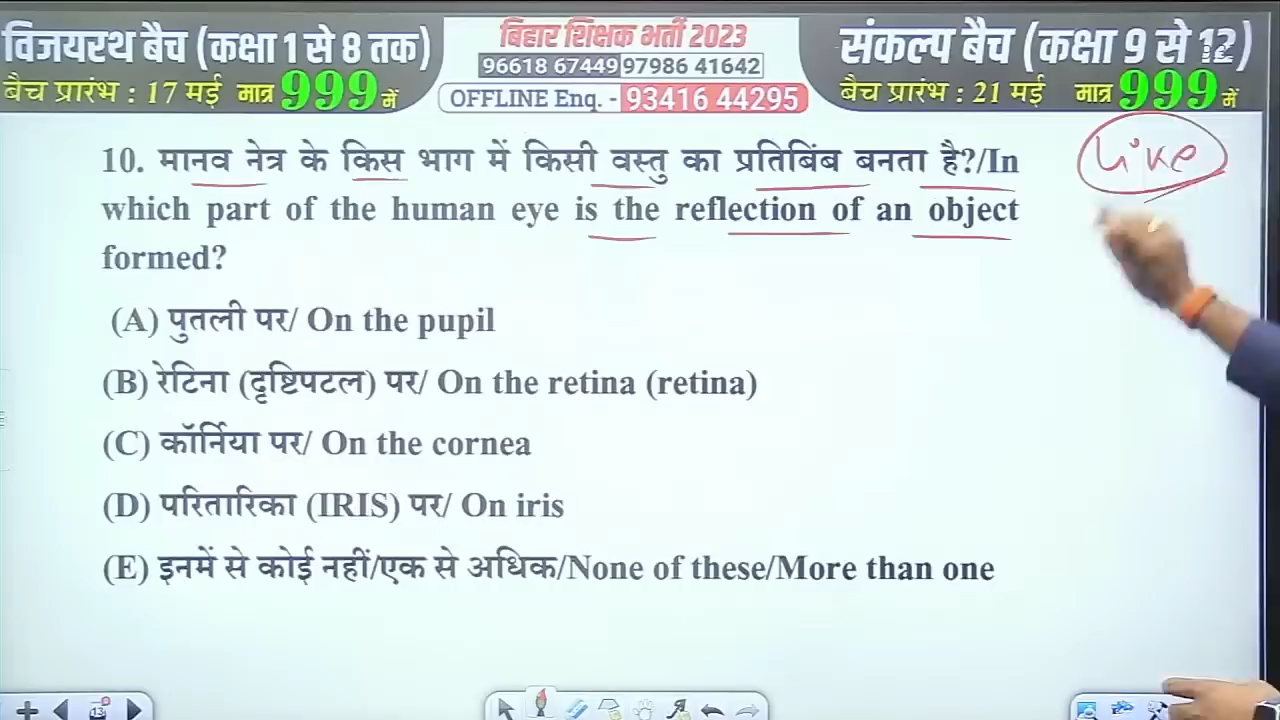 विजयरथ बैच (कक्षा 1 से 8 तक)
बैच प्रारंभ : 17 मई मात्र 999 में
बिहार शिक्षक भर्ती 2023
96618 67449 97986 41642
OFFLINE Enq. - 93416 44295
संकल्प बैच (कक्षा 9 से 12)
बैच प्रारंभ : 21 मई मात्र 999 में
Like
10. मानव नेत्र के किस भाग में किसी वस्तु का प्रतिबिंब बनता है?/In
which part of the human eye is the reflection of an object
formed?
(A) पुतली पर/ On the pupil
(B) रेटिना (दृष्टिपटल) पर/ On the retina (retina)
(C) कॉर्निया पर/ On the cornea
(D) परितारिका (IRIS) पर/ On iris
(E) इनमें से कोई नहीं/एक से अधिक/None of these/More than one
13